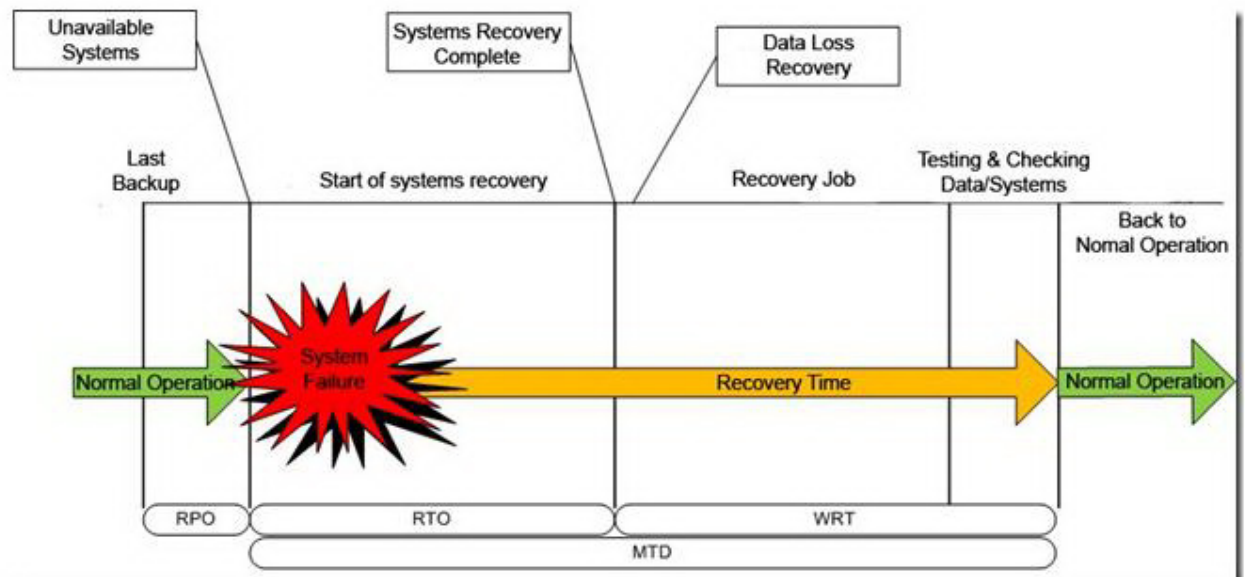 Unavailable
Systems
Systems Recovery
Complete
Data Loss
Recovery
Last
Backup
Start of systems recovery
Recovery Job
Testing & Checking
Data/Systems
Back to
Nomal Operation
System
Failure
Normal Operation
Recovery Time
Normal Operation
RPO
RTO
WRT
MTD